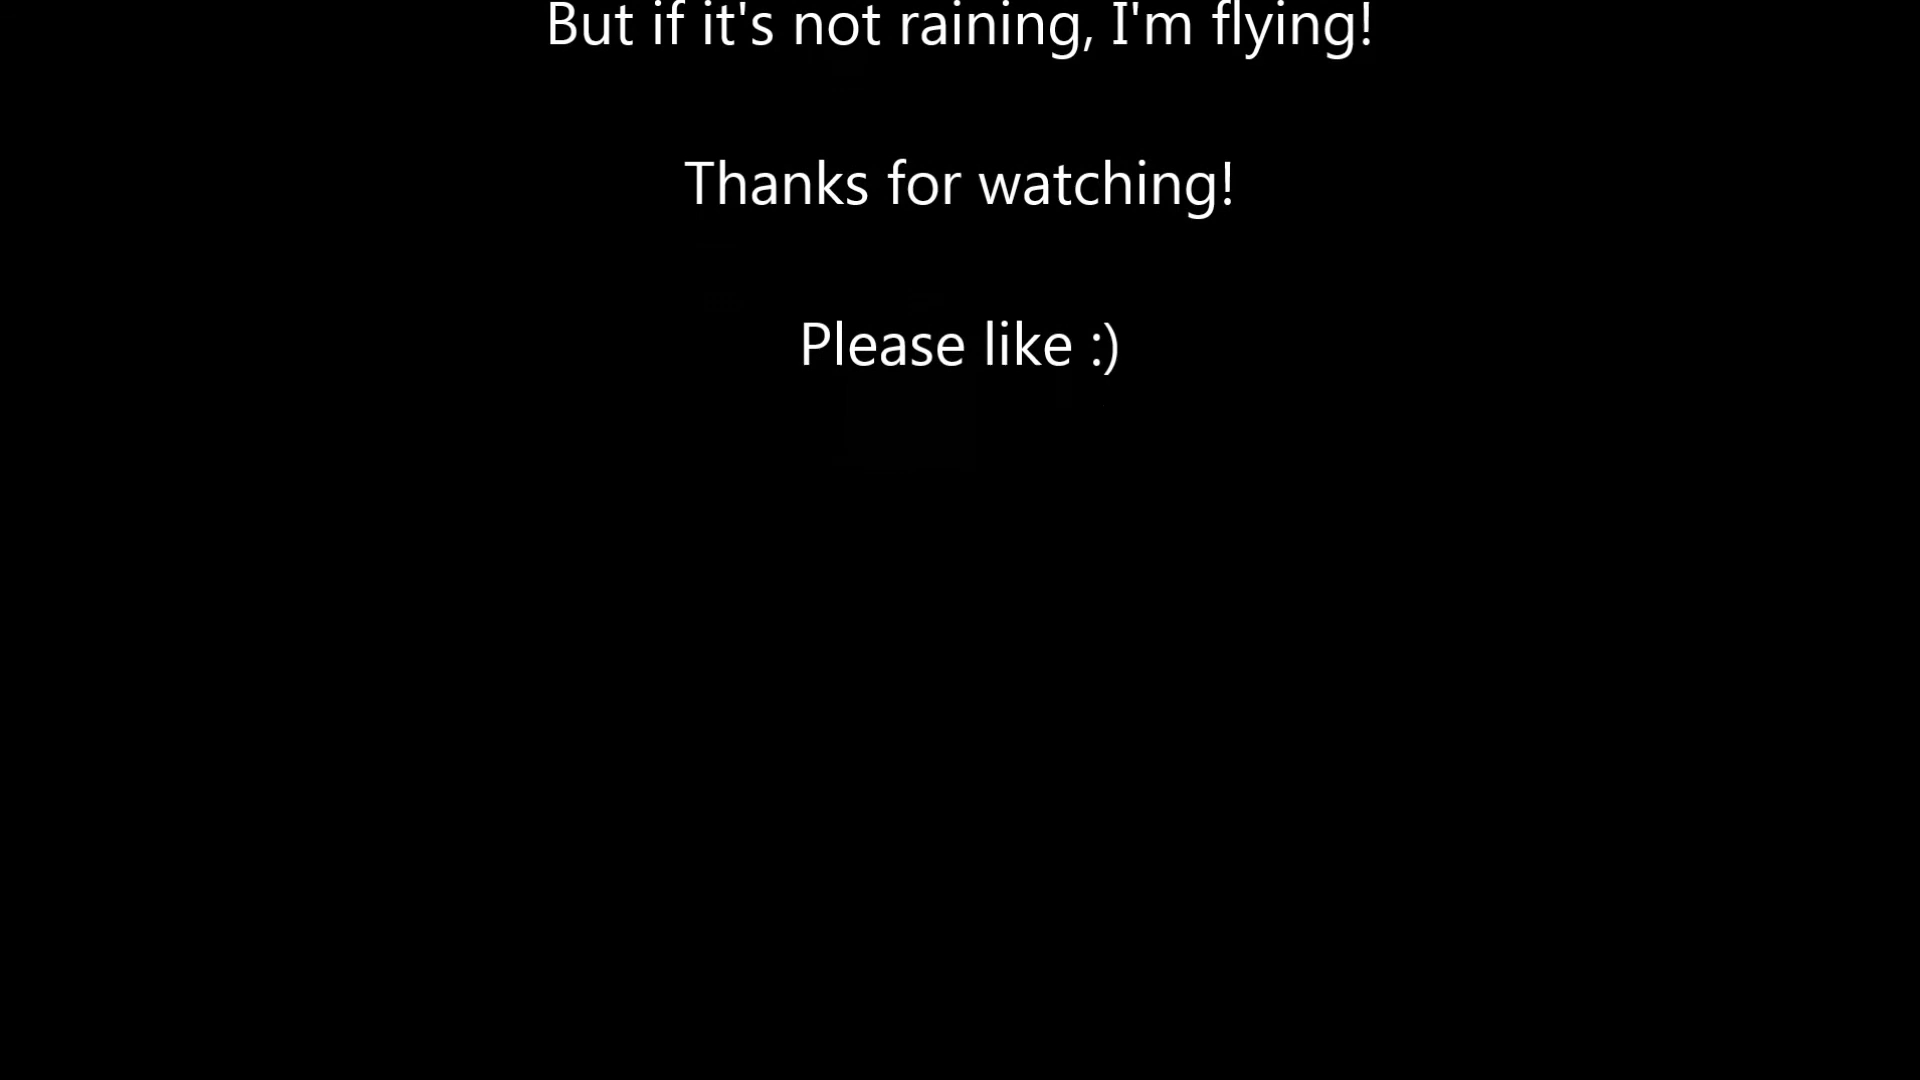 But if it's not raining, I'm flying!
Thanks for watching!
Please like :)